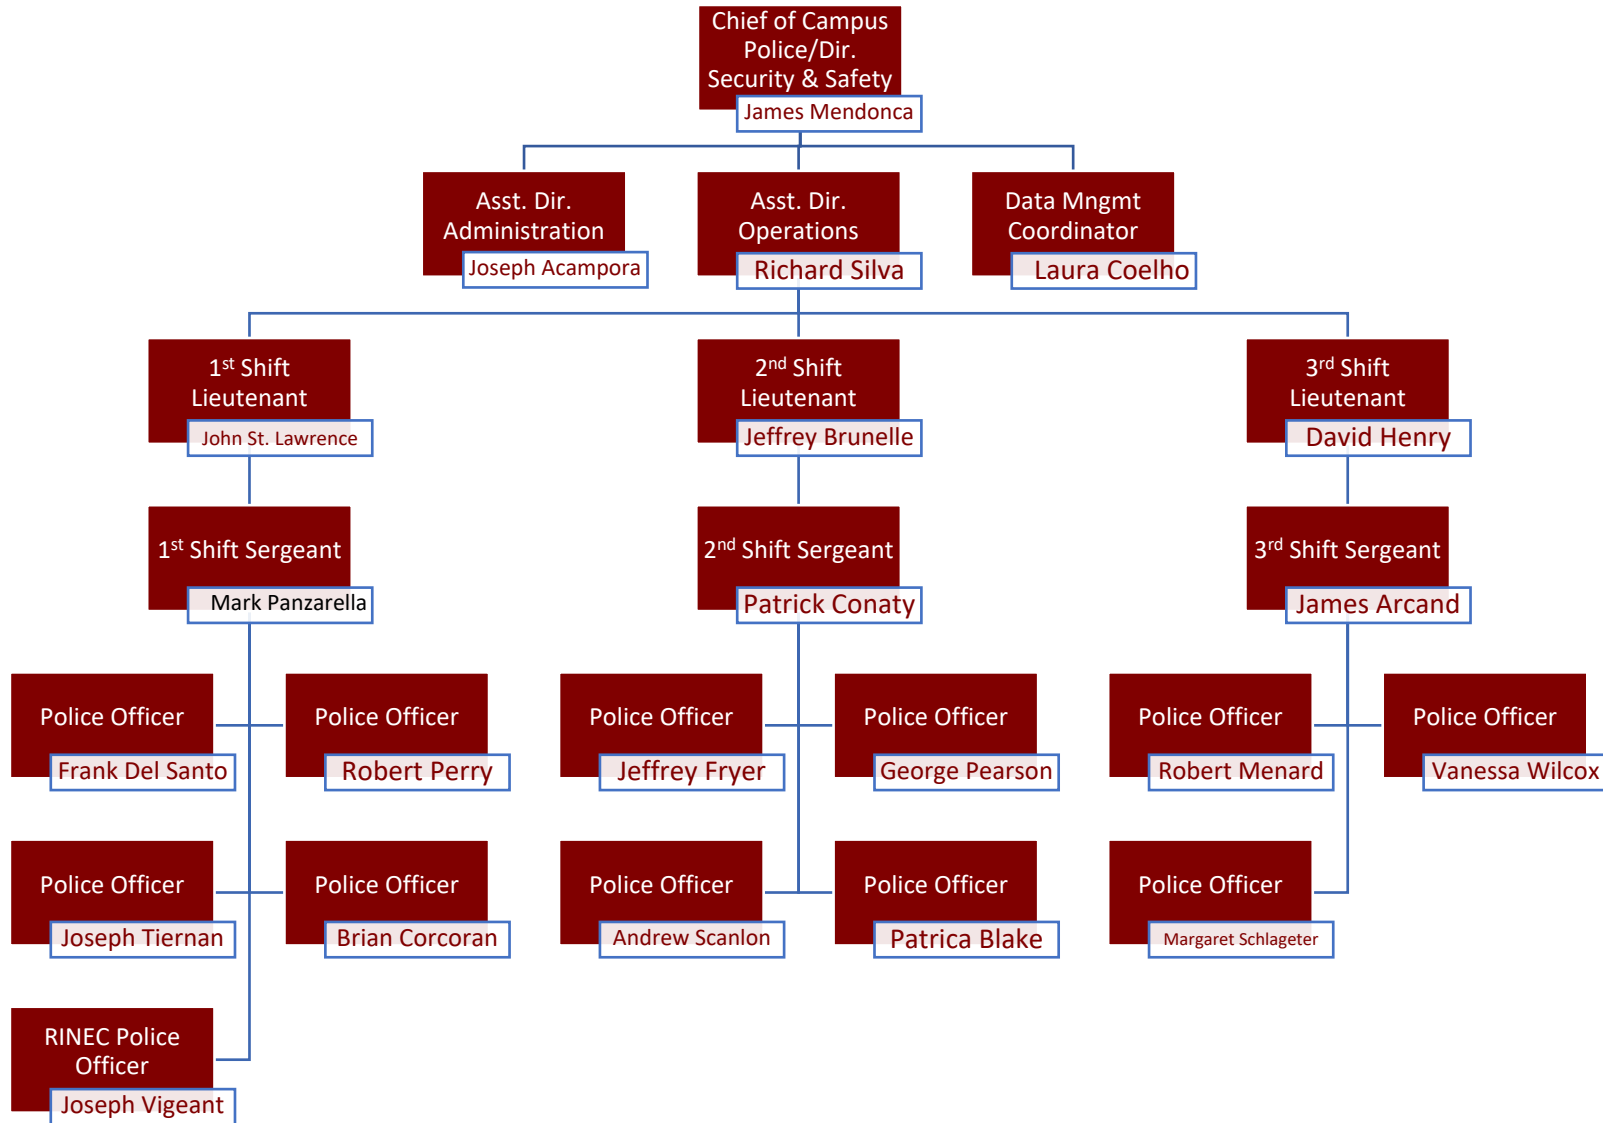 Chief of Campus
Police/Dir.
Security & Safety
James Mendonca
Asst. Dir.
Administration
Joseph Acampora
Asst. Dir.
Operations
Richard Silva
Data Mngmt
Coordinator
Laura Coelho
1st Shift
Lieutenant
John St. Lawrence
2nd Shift
Lieutenant
Jeffrey Brunelle
3rd Shift
Lieutenant
David Henry
1st Shift Sergeant
Mark Panzarella
2nd Shift Sergeant
Patrick Conaty
3rd Shift Sergeant
James Arcand
Police Officer
Frank Del Santo
Police Officer
Robert Perry
Police Officer
Jeffrey Fryer
Police Officer
George Pearson
Police Officer
Robert Menard
Police Officer
Vanessa Wilcox
Police Officer
Joseph Tiernan
Police Officer
Brian Corcoran
Police Officer
Andrew Scanlon
Police Officer
Patrica Blake
Police Officer
Margaret Schlageter
RINEC Police
Officer
Joseph Vigeant